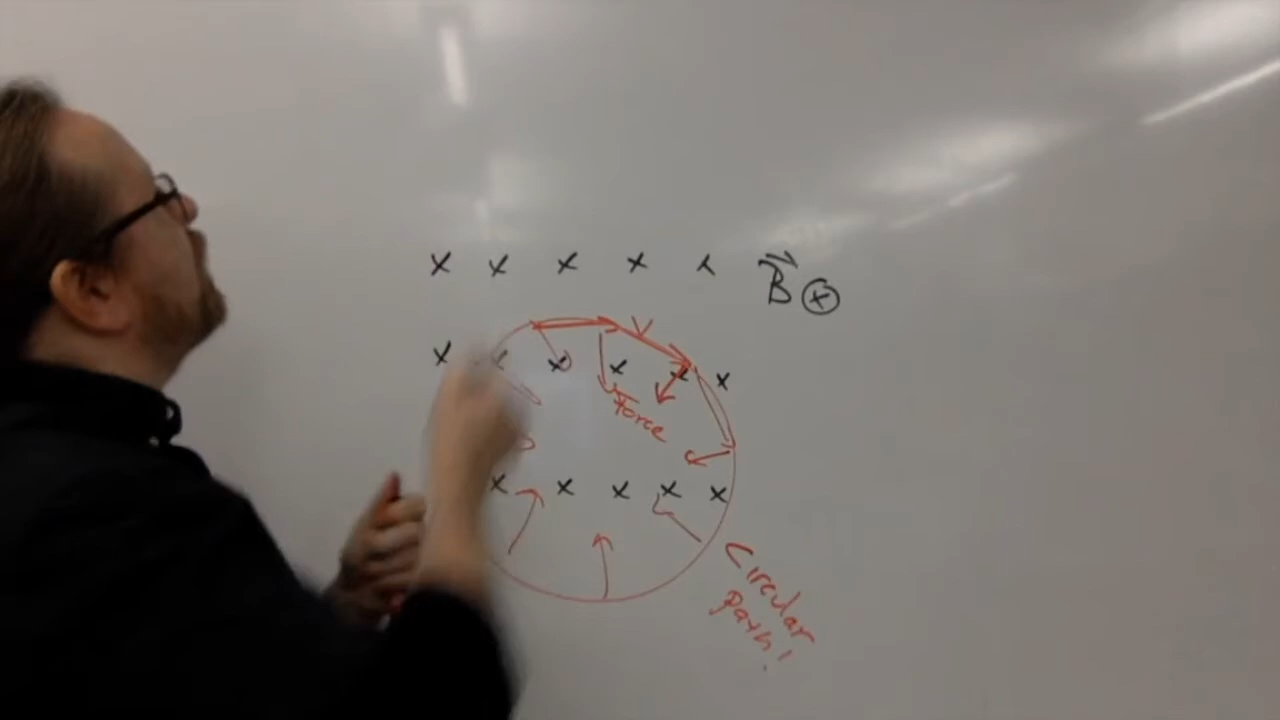 x x x x x B⃗ ⊗
v
x x x x x x
Force
x x x x x
Circular
path!